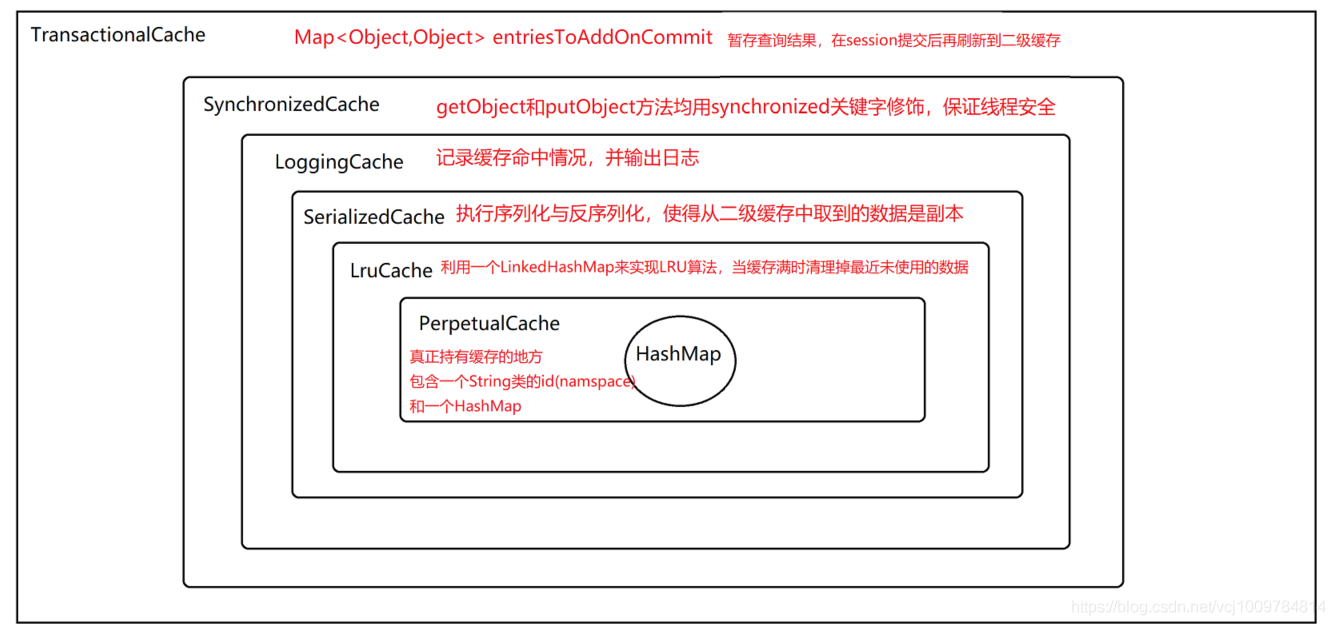 TransactionalCache Map<Object,Object> entriesToAddOnCommit 暂存查询结果，在session提交后再刷新到二级缓存
SynchronizedCache getObject和putObject方法均用synchronized关键字修饰，保证线程安全
LoggingCache 记录缓存命中情况，并输出日志
SerializedCache 执行序列化与反序列化，使得从二级缓存中取到的数据是副本
LruCache 利用一个LinkedHashMap来实现LRU算法，当缓存满时清理掉最近未使用的数据
PerpetualCache
HashMap
真正持有缓存的地方
包含一个String类的id(namspace)
和一个HashMap
https://blog.csdn.net/vcj1009784814